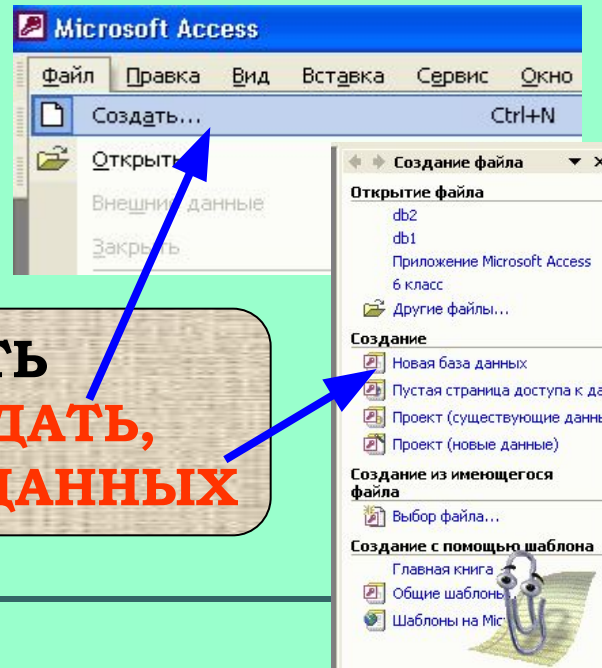 Microsoft Access
Файл Правка Вид Вставка Сервис Окно
Создать... Ctrl+N
Открыть
Внешние данные
Закрыть
Создание файла
Открытие файла
db2
db1
Приложение Microsoft Access
6 класс
Другие файлы...
Создание
Новая база данных
Пустая страница доступа к да
Проект (существующие данны
Проект (новые данные)
Создание из имеющегося
файла
Выбор файла...
Создание с помощью шаблона
Главная книга
Общие шаблоны
Шаблоны на Mic
ТЬ
ДАТЬ,
ДАННЫХ